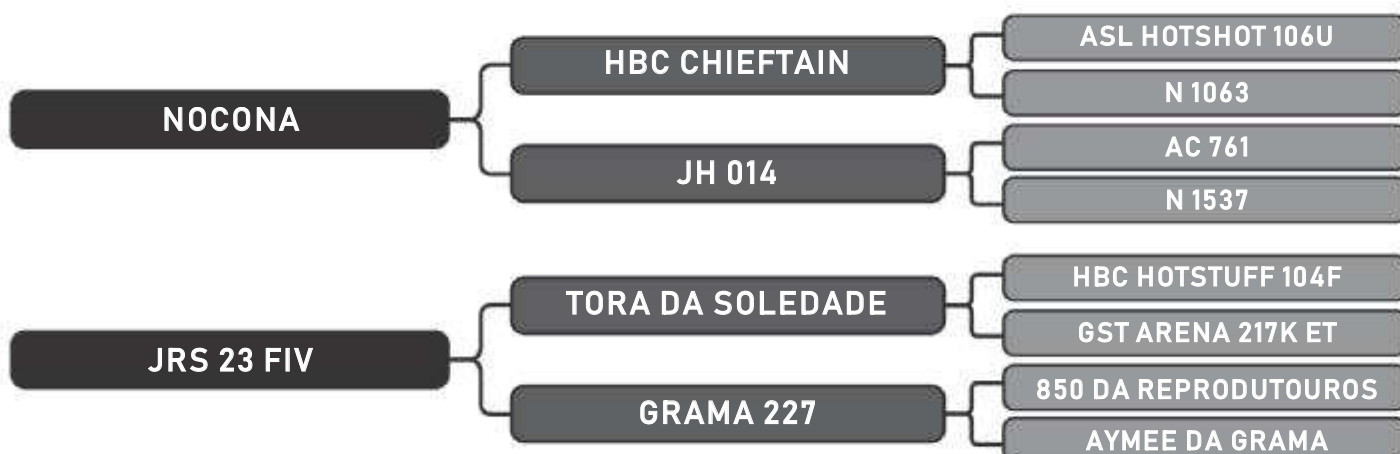 NOCONA
HBC CHIEFTAIN
ASL HOTSHOT 106U
N 1063
JH 014
AC 761
N 1537
JRS 23 FIV
TORA DA SOLEDADE
HBC HOTSTUFF 104F
GST ARENA 217K ET
GRAMA 227
850 DA REPRODUTOUROS
AYMEE DA GRAMA